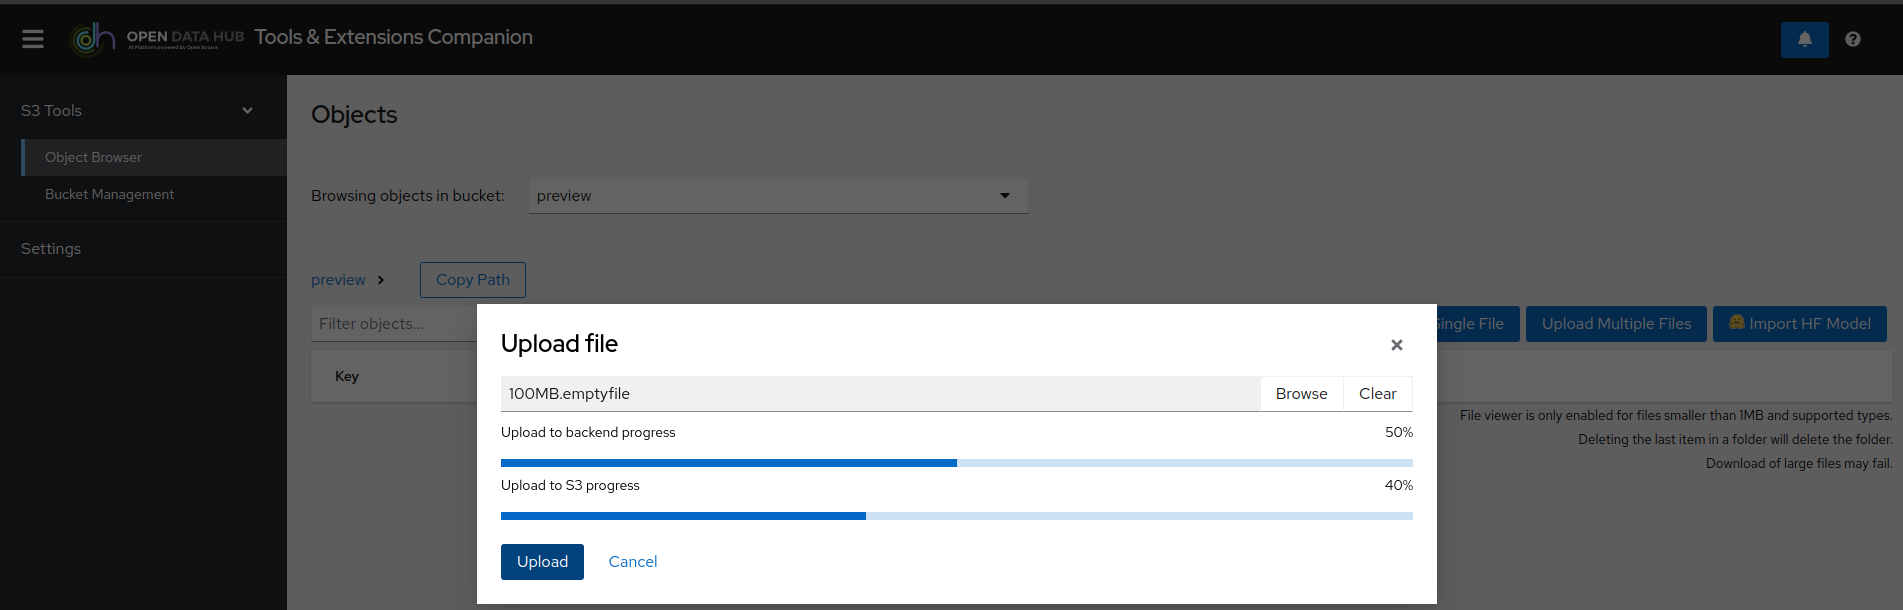 OPEN DATA HUB
AI Platform powered by Open Source
Tools & Extensions Companion
S3 Tools
Object Browser
Bucket Management
Settings
Objects
Browsing objects in bucket:
preview
preview
Copy Path
Filter objects...
Single File
Upload Multiple Files
Import HF Model
Key
Upload file
100MB.emptyfile
Browse
Clear
Upload to backend progress
50%
Upload to S3 progress
40%
Upload
Cancel
File viewer is only enabled for files smaller than 1MB and supported types.
Deleting the last item in a folder will delete the folder.
Download of large files may fail.